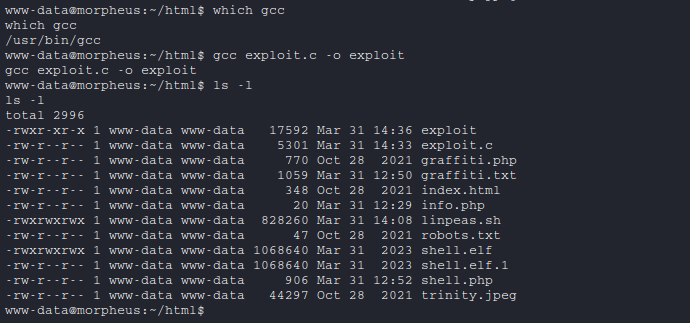 www-data@morpheus:~/html$ which gcc
which gcc
/usr/bin/gcc
www-data@morpheus:~/html$ gcc exploit.c -o exploit
gcc exploit.c -o exploit
www-data@morpheus:~/html$ ls -l
ls -l
total 2996
-rwxr-xr-x 1 www-data www-data   17592 Mar 31 14:36 exploit
-rw-r--r-- 1 www-data www-data    5301 Mar 31 14:33 exploit.c
-rw-r--r-- 1 www-data www-data     770 Oct 28  2021 graffiti.php
-rw-r--r-- 1 www-data www-data    1059 Mar 31 12:50 graffiti.txt
-rw-r--r-- 1 www-data www-data     348 Oct 28  2021 index.html
-rw-r--r-- 1 www-data www-data      20 Mar 31 12:29 info.php
-rwxrwxrwx 1 www-data www-data  828260 Mar 31 14:08 linpeas.sh
-rw-r--r-- 1 www-data www-data      47 Oct 28  2021 robots.txt
-rwxrwxrwx 1 www-data www-data 1068640 Mar 31  2023 shell.elf
-rw-r--r-- 1 www-data www-data 1068640 Mar 31  2023 shell.elf.1
-rw-r--r-- 1 www-data www-data     906 Mar 31 12:52 shell.php
-rw-r--r-- 1 www-data www-data   44297 Oct 28  2021 trinity.jpeg
www-data@morpheus:~/html$